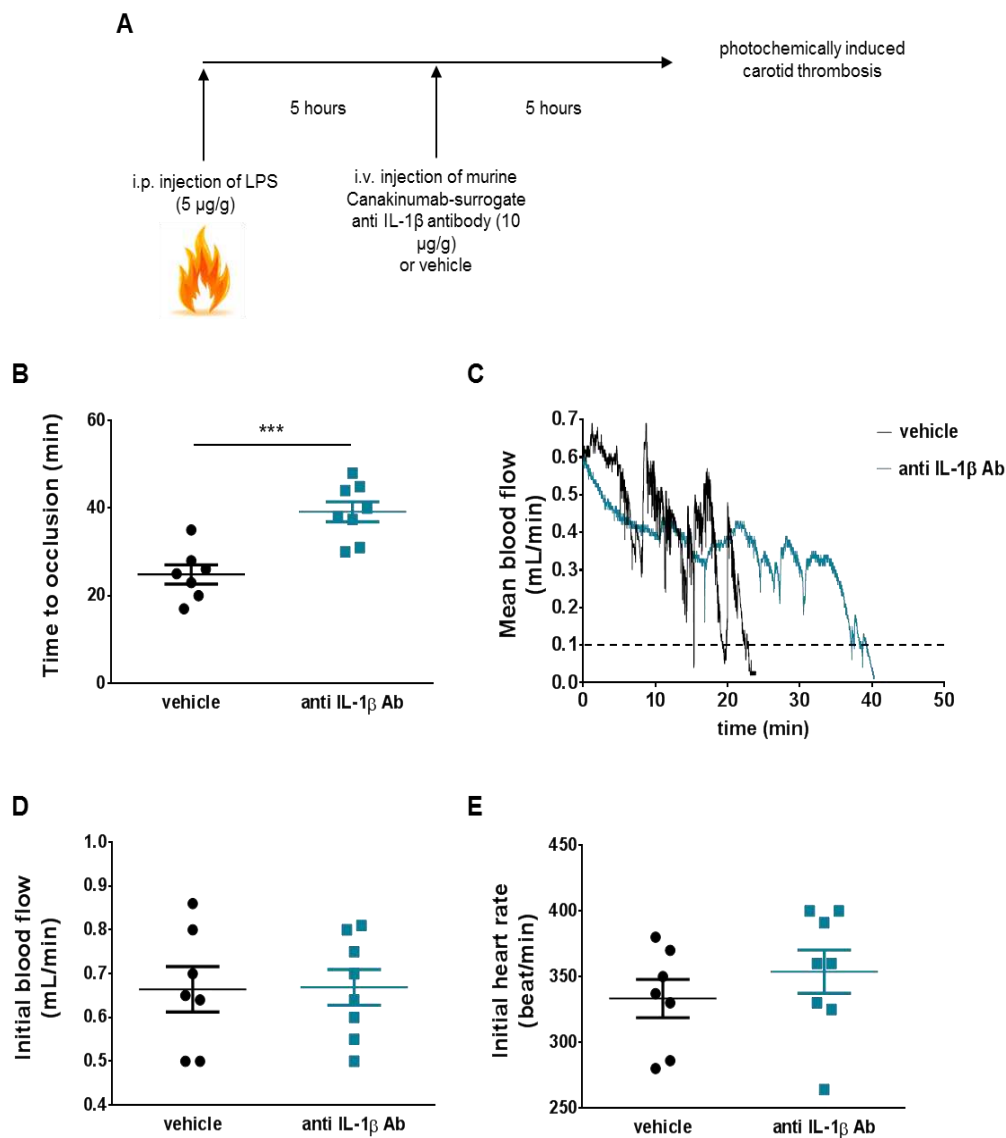 A
photochemically induced
carotid thrombosis
5 hours
5 hours
i.p. injection of LPS
(5 µg/g)
i.v. injection of murine
Canakinumab-surrogate
anti IL-1β antibody (10
µg/g)
or vehicle
B
Time to occlusion (min)
60
40
20
0
***
vehicle
anti IL-1β Ab
C
Mean blood flow
(mL/min)
0.7
0.6
0.5
0.4
0.3
0.2
0.1
0.0
0
10
20
30
40
50
time (min)
vehicle
anti IL-1β Ab
D
Initial blood flow
(mL/min)
1.0
0.9
0.8
0.7
0.6
0.5
0.4
vehicle
anti IL-1β Ab
E
Initial heart rate
(beat/min)
450
400
350
300
250
vehicle
anti IL-1β Ab